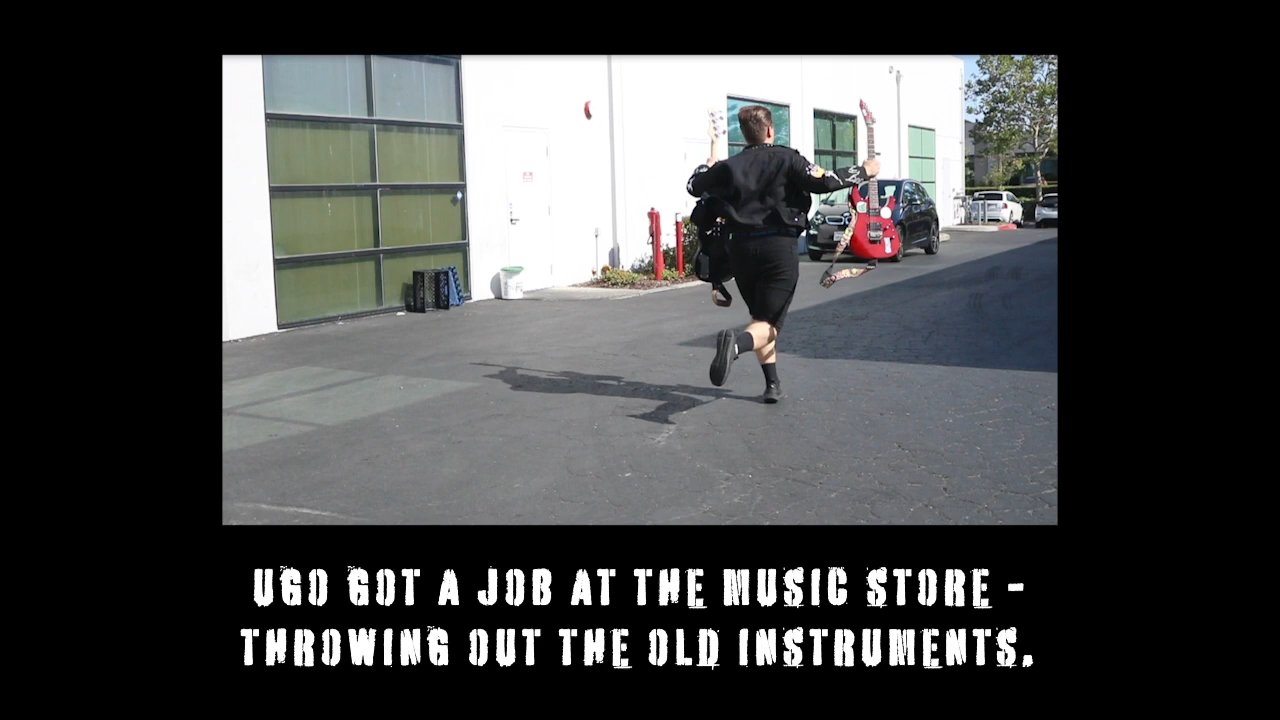 UGO GOT A JOB AT THE MUSIC STORE -
THROWING OUT THE OLD INSTRUMENTS.